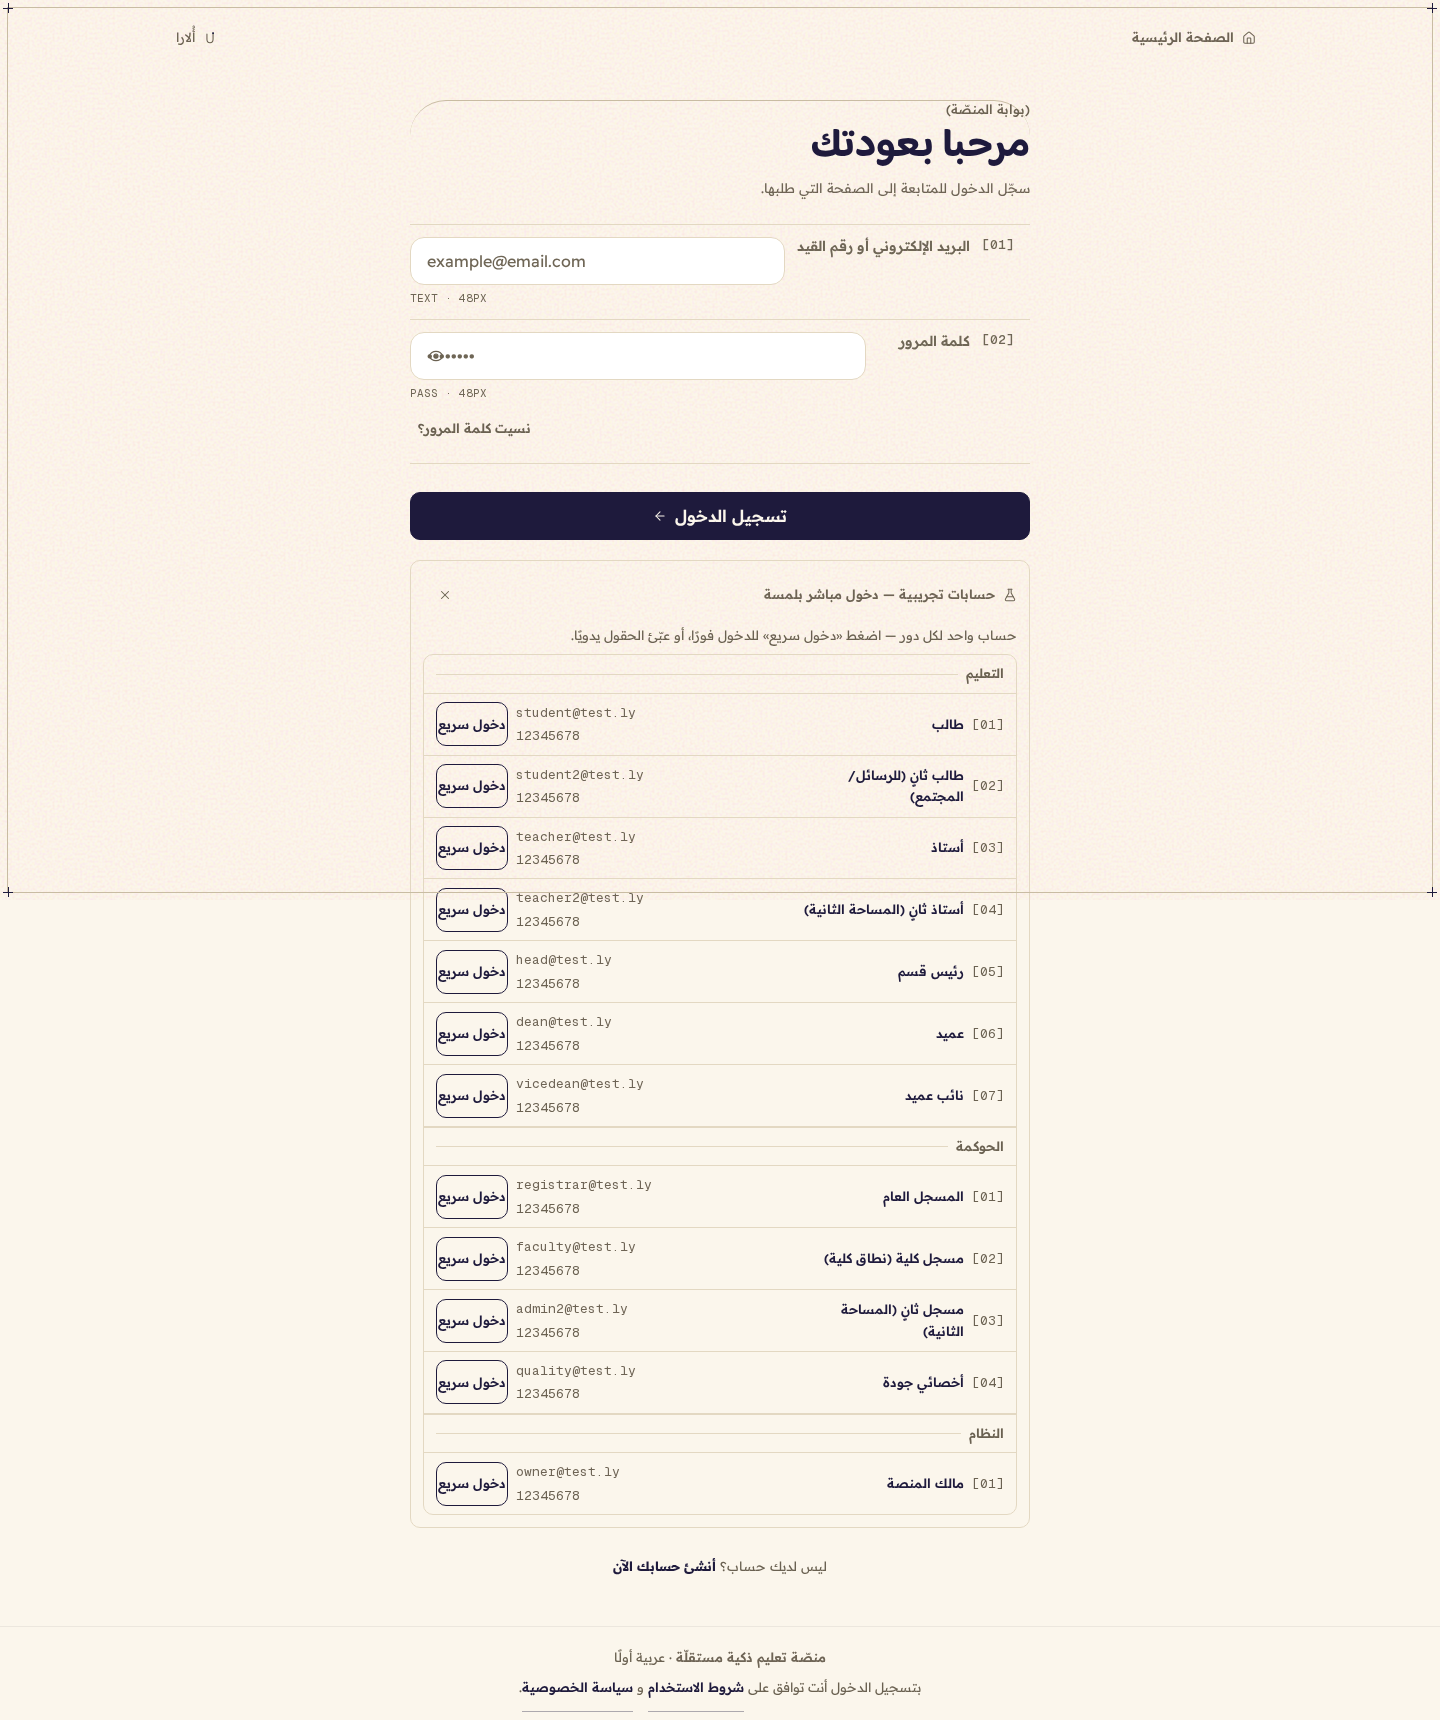 الصفحة الرئيسية
أُلارا
(بوابة المنصّة)
مرحبا بعودتك
سجّل الدخول للمتابعة إلى الصفحة التي طلبها.
[01] البريد الإلكتروني أو رقم القيد
example@email.com
TEXT · 48PX
[02] كلمة المرور
PASS · 48PX
نسيت كلمة المرور؟
تسجيل الدخول ←
حسابات تجريبية — دخول مباشر بلمسة
حساب واحد لكل دور — اضغط «دخول سريع» للدخول فورًا، أو عبّئ الحقول يدويًا.
التعليم
[01] طالب student@test.ly دخول سريع
12345678
[02] طالب ثانٍ (للرسائل/ student2@test.ly دخول سريع
المجتمع) 12345678
[03] أستاذ teacher@test.ly دخول سريع
12345678
[04] أستاذ ثانٍ (المساحة الثانية) teacher2@test.ly دخول سريع
12345678
[05] رئيس قسم head@test.ly دخول سريع
12345678
[06] عميد dean@test.ly دخول سريع
12345678
[07] نائب عميد vicedean@test.ly دخول سريع
12345678
الحوكمة
[01] المسجل العام registrar@test.ly دخول سريع
12345678
[02] مسجل كلية (نطاق كلية) faculty@test.ly دخول سريع
12345678
[03] مسجل ثانٍ (المساحة admin2@test.ly دخول سريع
الثانية) 12345678
[04] أخصائي جودة quality@test.ly دخول سريع
12345678
النظام
[01] مالك المنصة owner@test.ly دخول سريع
12345678
ليس لديك حساب؟ أنشئ حسابك الآن
منصّة تعليم ذكية مستقلّة · عربية أولًا
بتسجيل الدخول أنت توافق على شروط الاستخدام و سياسة الخصوصية.